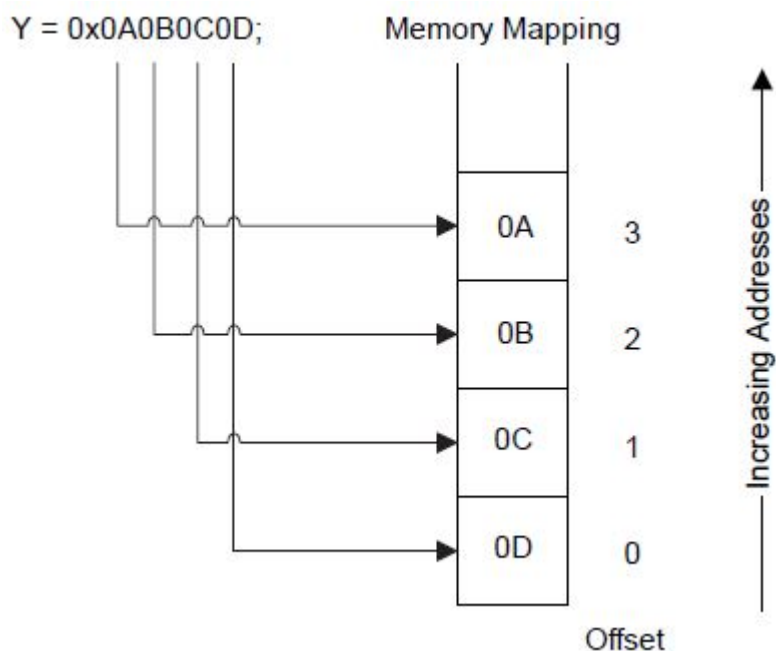 Y = 0x0A0B0C0D;
Memory Mapping
0A
3
0B
2
0C
1
0D
0
Offset
Increasing Addresses